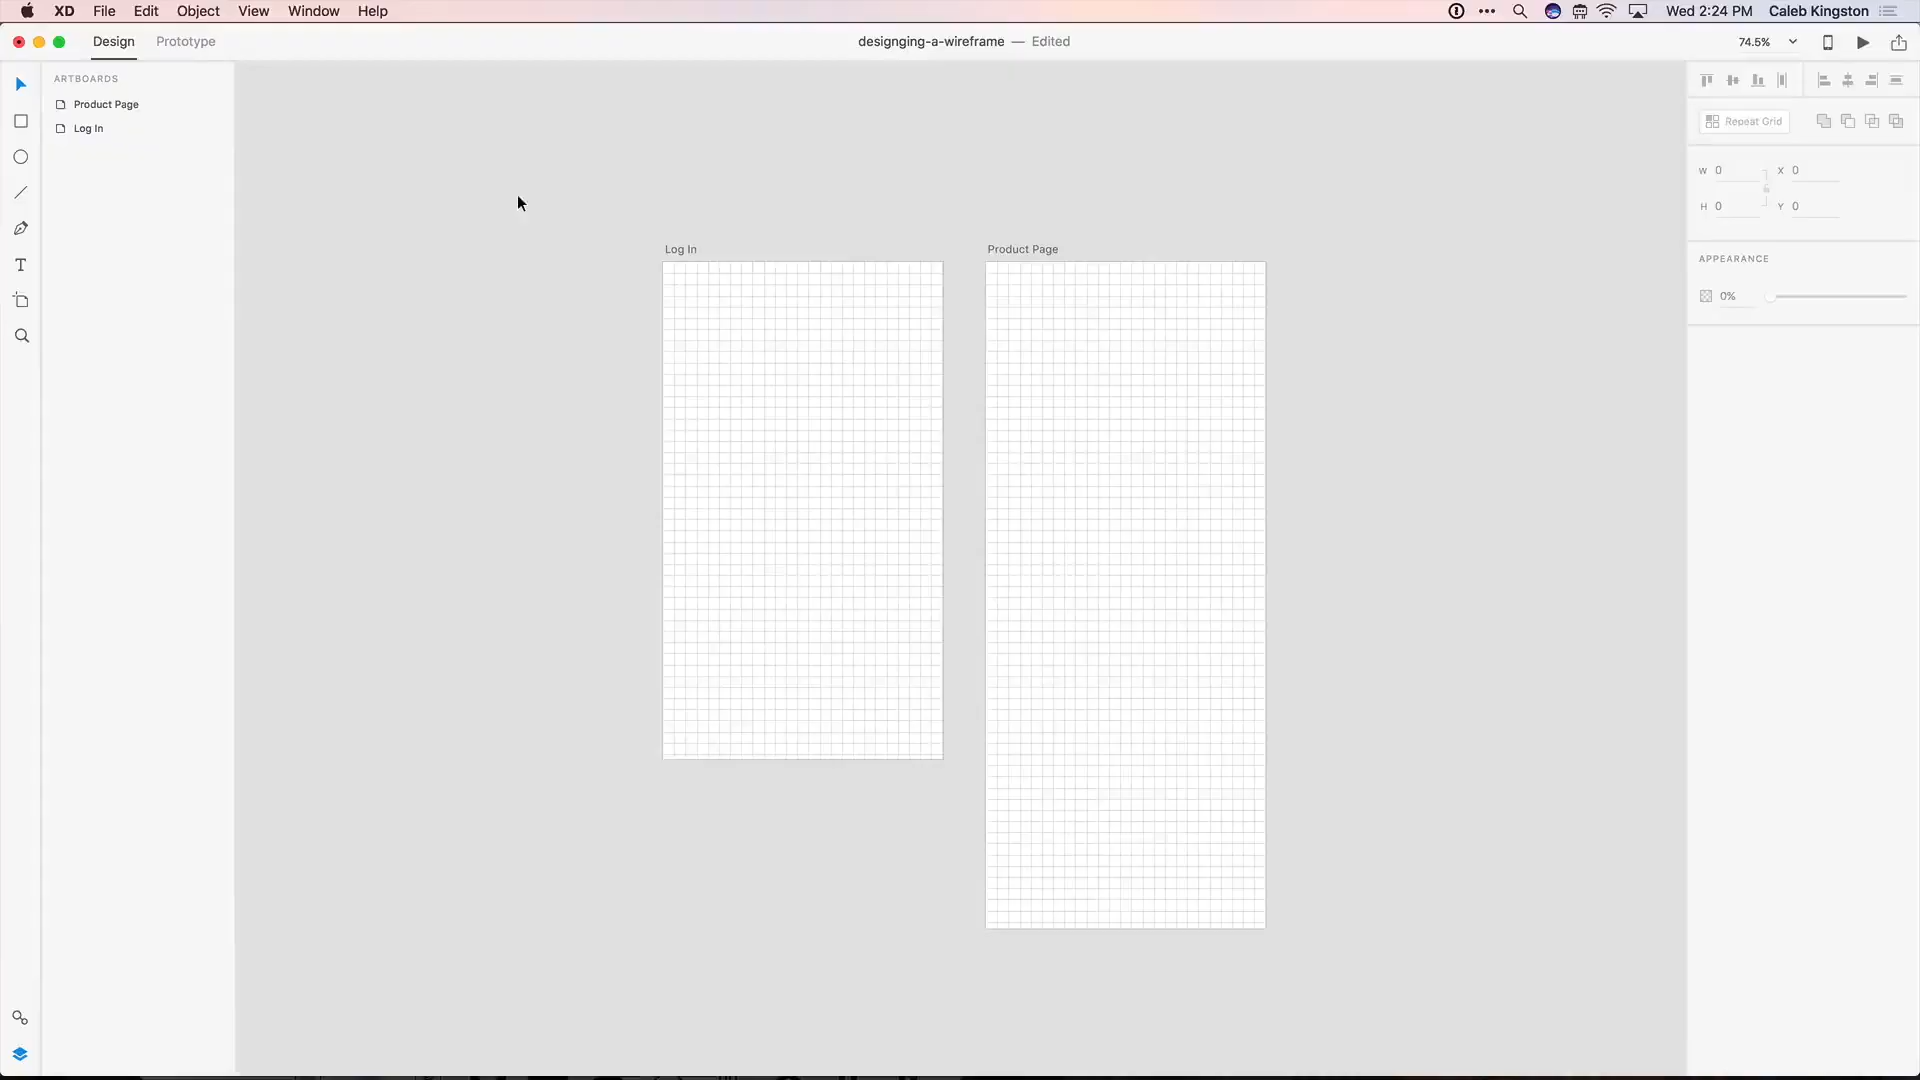 XD File Edit Object View Window Help Wed 2:24 PM Caleb Kingston
Design Prototype designging-a-wireframe — Edited 74.5%
ARTBOARDS
Product Page
Log In
Log In Product Page
Repeat Grid
W 0 X 0
H 0 Y 0
APPEARANCE
0%